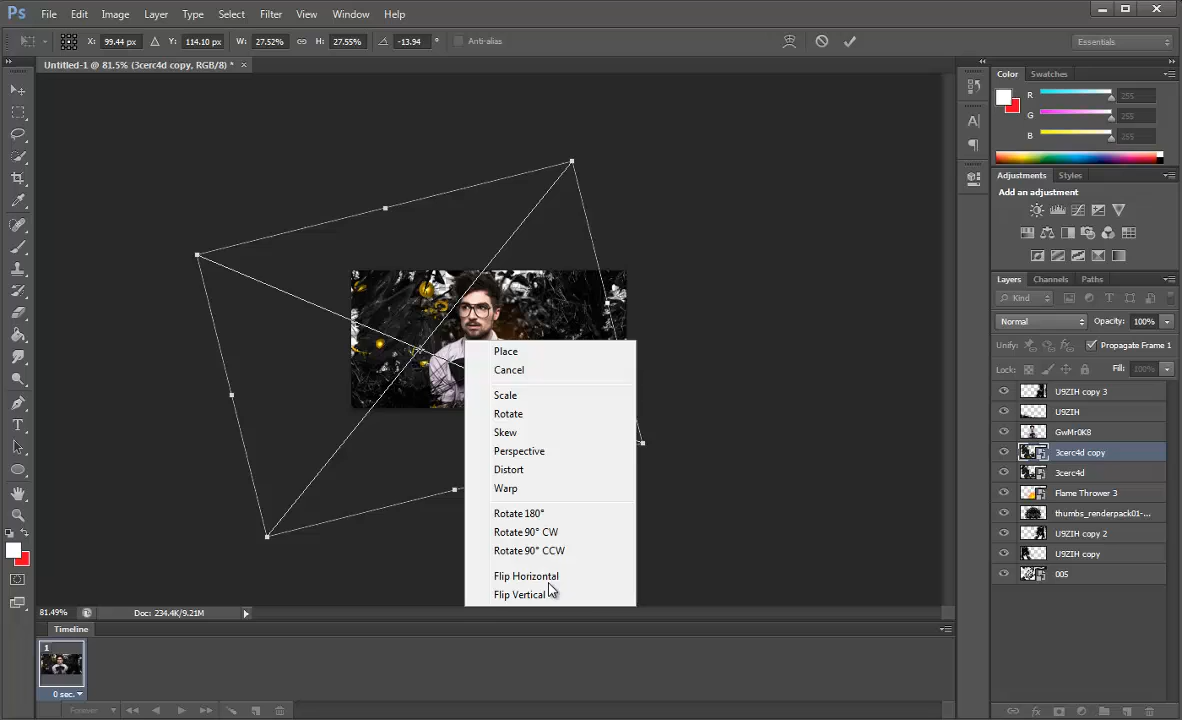 Ps File Edit Image Layer Type Select Filter View Window Help
X: 99.44 px Y: 114.10 px W: 27.52% H: 27.55% -13.94 ° Anti-alias Essentials
Untitled-1 @ 81.5% (3cerc4d copy, RGB/8) * ×
Color Swatches
R 255
G 255
B 255
Adjustments Styles
Add an adjustment
Layers Channels Paths
Kind
Normal Opacity: 100%
Unify: Propagate Frame 1
Lock: Fill: 100%
U9ZIH copy 3
U9ZIH
GwMr0K8
3cerc4d copy
3cerc4d
Flame Thrower 3
thumbs_renderpack01-...
U9ZIH copy 2
U9ZIH copy
005
Place
Cancel
Scale
Rotate
Skew
Perspective
Distort
Warp
Rotate 180°
Rotate 90° CW
Rotate 90° CCW
Flip Horizontal
Flip Vertical
81.49% Doc: 234.4K/9.21M
Timeline
1
0 sec.
Forever